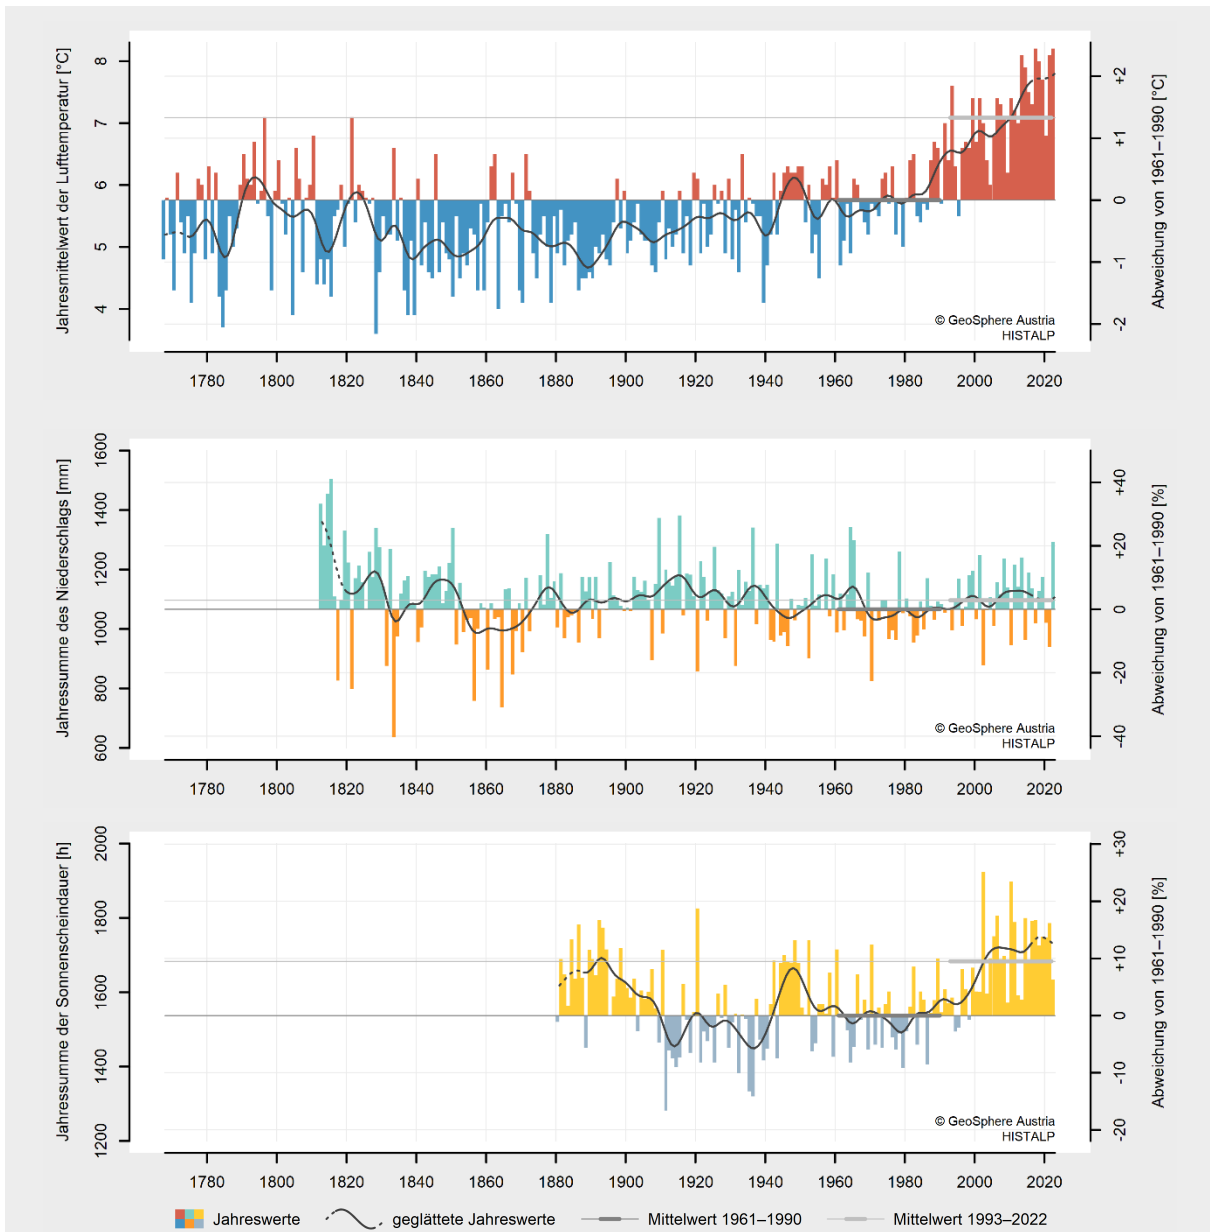 Jahresmittelwert der Lufttemperatur [°C]
8
7
6
5
4
+2
+1
0
-1
-2
Abweichung von 1961–1990 [°C]
© GeoSphere Austria
HISTALP
1780 1800 1820 1840 1860 1880 1900 1920 1940 1960 1980 2000 2020
Jahressumme des Niederschlags [mm]
1600
1400
1200
1000
800
600
+40
+20
0
-20
-40
Abweichung von 1961–1990 [%]
© GeoSphere Austria
HISTALP
1780 1800 1820 1840 1860 1880 1900 1920 1940 1960 1980 2000 2020
Jahressumme der Sonnenscheindauer [h]
2000
1800
1600
1400
1200
+30
+20
+10
0
-10
-20
Abweichung von 1961–1990 [%]
© GeoSphere Austria
HISTALP
1780 1800 1820 1840 1860 1880 1900 1920 1940 1960 1980 2000 2020
Jahreswerte geglättete Jahreswerte Mittelwert 1961–1990 Mittelwert 1993–2022